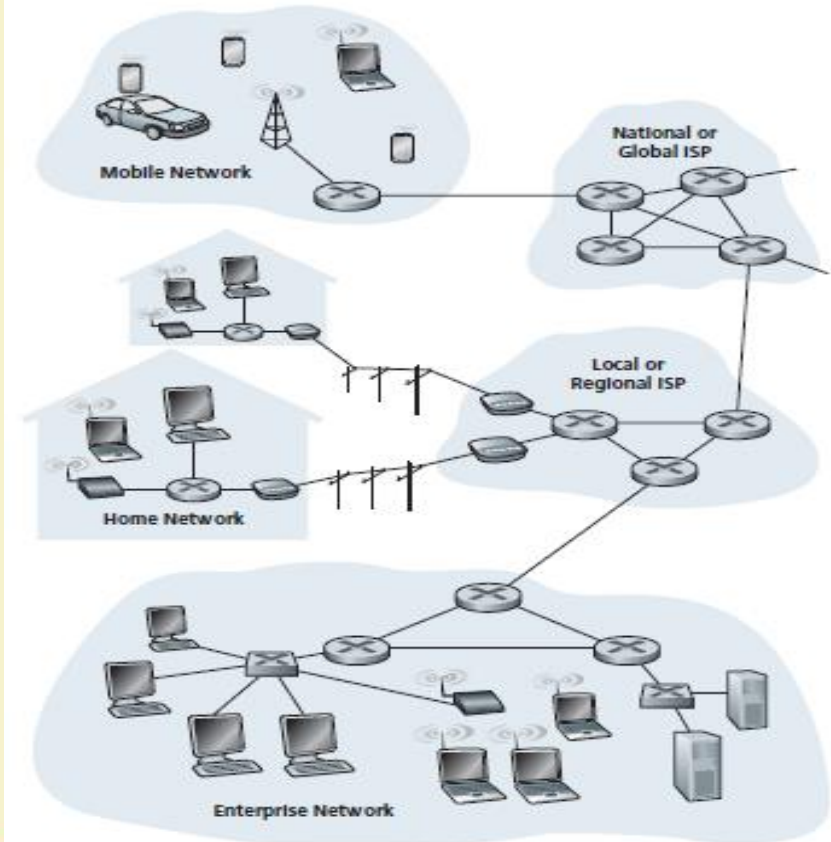 Mobile Network
National or
Global ISP
Local or
Regional ISP
Home Network
Enterprise Network